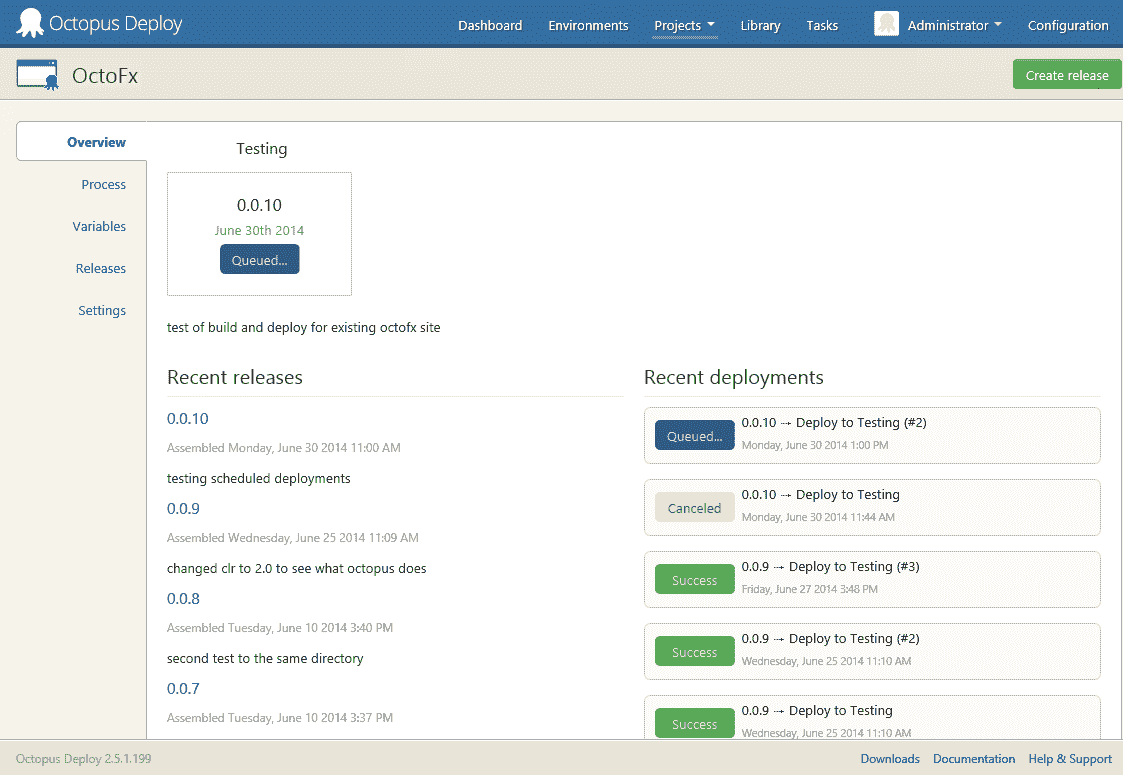 Octopus Deploy
Dashboard Environments Projects Library Tasks Administrator Configuration
OctoFx
Create release
Overview
Process
Variables
Releases
Settings
Testing
0.0.10
June 30th 2014
Queued...
test of build and deploy for existing octofx site
Recent releases
0.0.10
Assembled Monday, June 30 2014 11:00 AM
testing scheduled deployments
0.0.9
Assembled Wednesday, June 25 2014 11:09 AM
changed clr to 2.0 to see what octopus does
0.0.8
Assembled Tuesday, June 10 2014 3:40 PM
second test to the same directory
0.0.7
Assembled Tuesday, June 10 2014 3:37 PM
Recent deployments
Queued... 0.0.10 → Deploy to Testing (#2)
Monday, June 30 2014 1:00 PM
Canceled 0.0.10 → Deploy to Testing
Monday, June 30 2014 11:44 AM
Success 0.0.9 → Deploy to Testing (#3)
Friday, June 27 2014 3:48 PM
Success 0.0.9 → Deploy to Testing (#2)
Wednesday, June 25 2014 11:10 AM
Success 0.0.9 → Deploy to Testing
Wednesday, June 25 2014 11:10 AM
Octopus Deploy 2.5.1.199
Downloads Documentation Help & Support